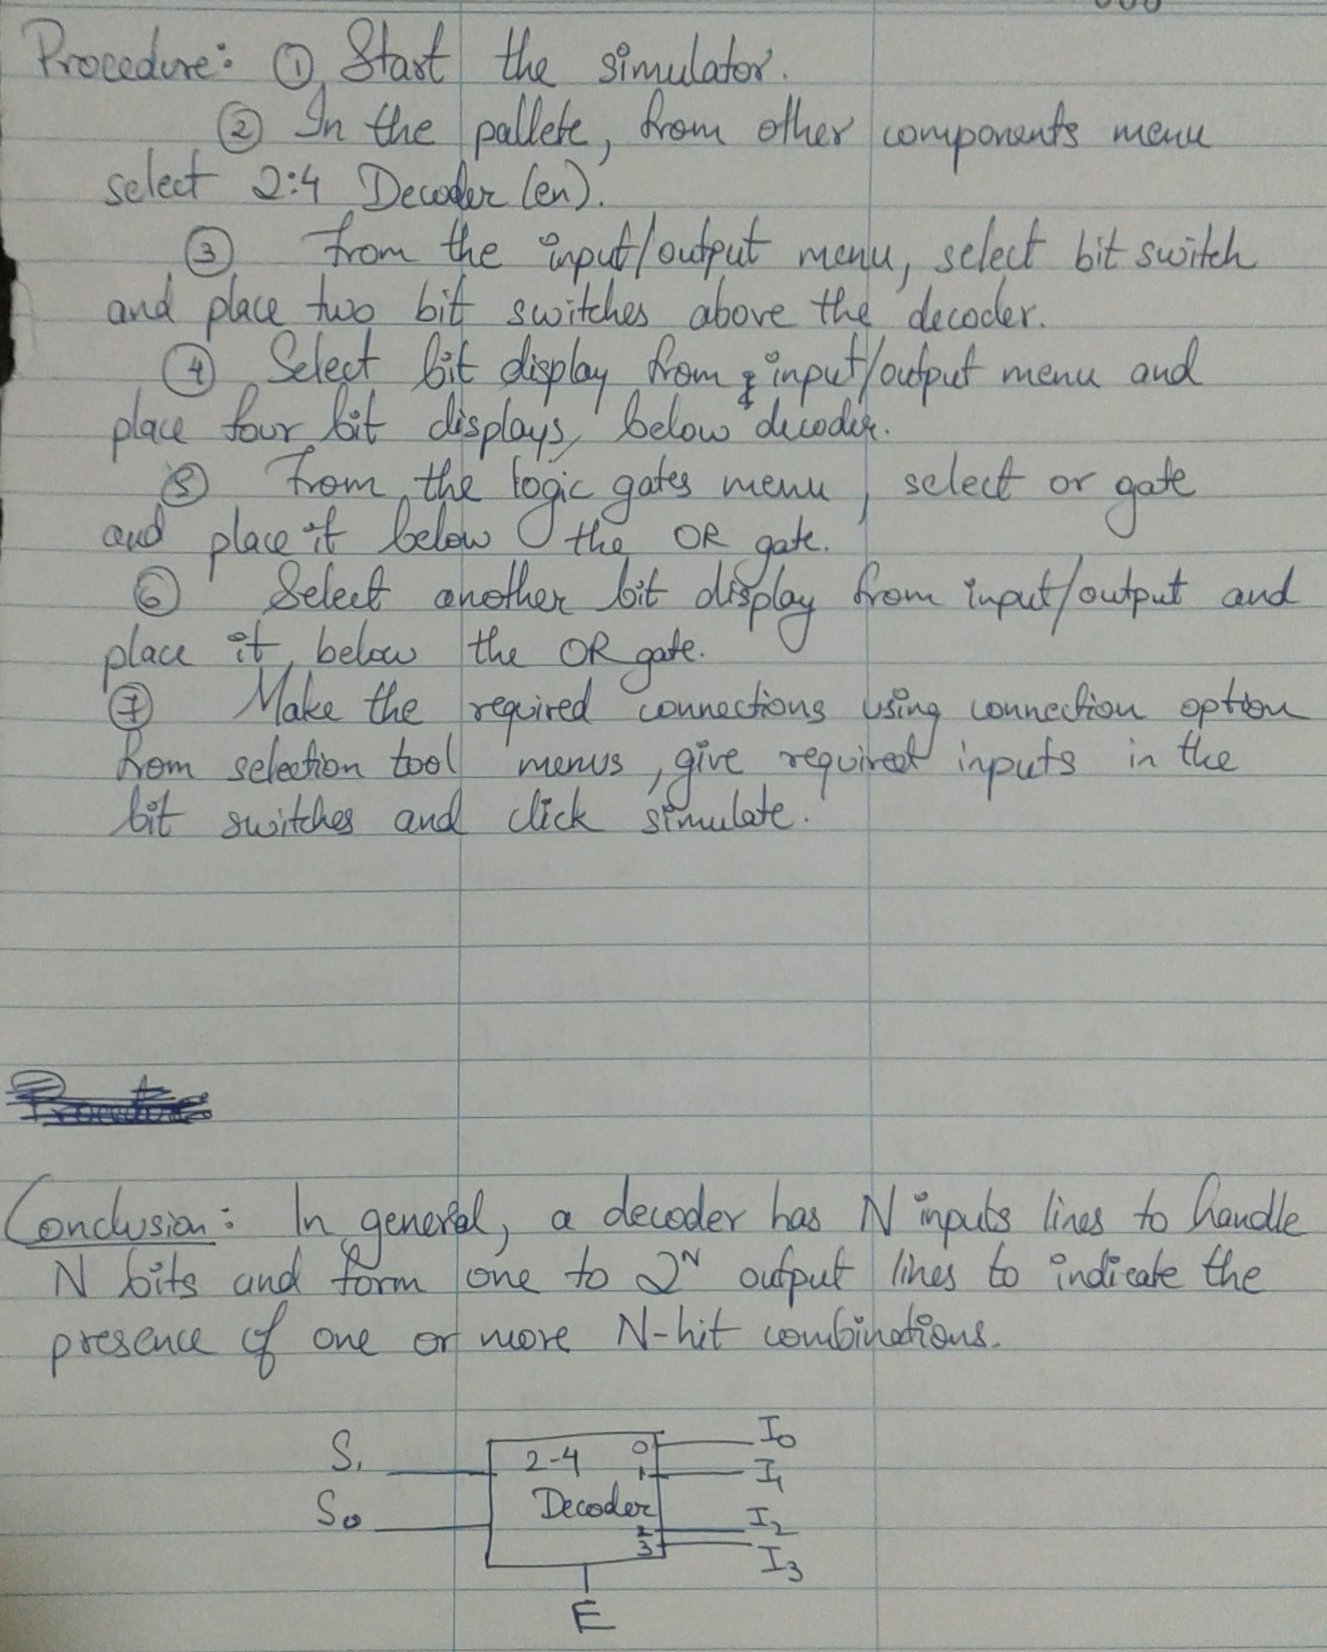 Procedure: ① Start the simulator.
② In the pallete, from other components menu
select 2:4 Decoder (en).
③ From the input/output menu, select bit switch
and place two bit switches above the decoder.
④ Select bit display from input/output menu and
place four bit displays, below decoder.
⑤ From the logic gates menu, select or gate
and place it below the OR gate.
⑥ Select another bit display from input/output and
place it below the OR gate.
⑦ Make the required connections using connection option
from selection tool menus, give required inputs in the
bit switches and click simulate.
Conclusion: In general, a decoder has N inputs lines to handle
N bits and form one to 2ᴺ output lines to indicate the
presence of one or more N-bit combinations.
S₁ 2-4 0 I₀
1 I₁
S₀ Decoder
2 I₂
3 I₃
E